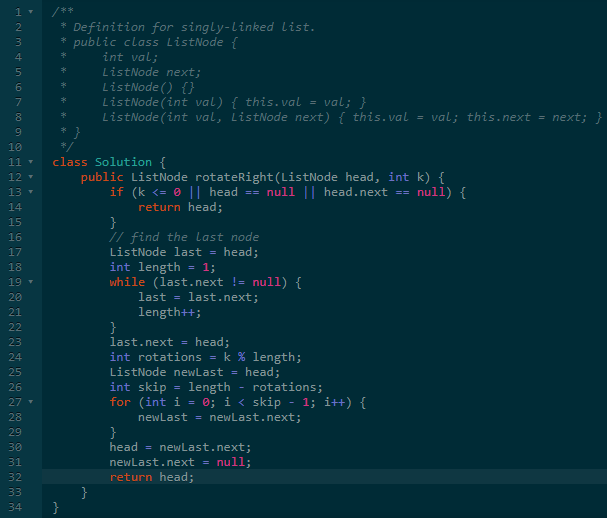 1 /**
2  * Definition for singly-linked list.
3  * public class ListNode {
4  *     int val;
5  *     ListNode next;
6  *     ListNode() {}
7  *     ListNode(int val) { this.val = val; }
8  *     ListNode(int val, ListNode next) { this.val = val; this.next = next; }
9  * }
10  */
11 class Solution {
12     public ListNode rotateRight(ListNode head, int k) {
13         if (k <= 0 || head == null || head.next == null) {
14             return head;
15         }
16         // find the last node
17         ListNode last = head;
18         int length = 1;
19         while (last.next != null) {
20             last = last.next;
21             length++;
22         }
23         last.next = head;
24         int rotations = k % length;
25         ListNode newLast = head;
26         int skip = length - rotations;
27         for (int i = 0; i < skip - 1; i++) {
28             newLast = newLast.next;
29         }
30         head = newLast.next;
31         newLast.next = null;
32         return head;
33     }
34 }